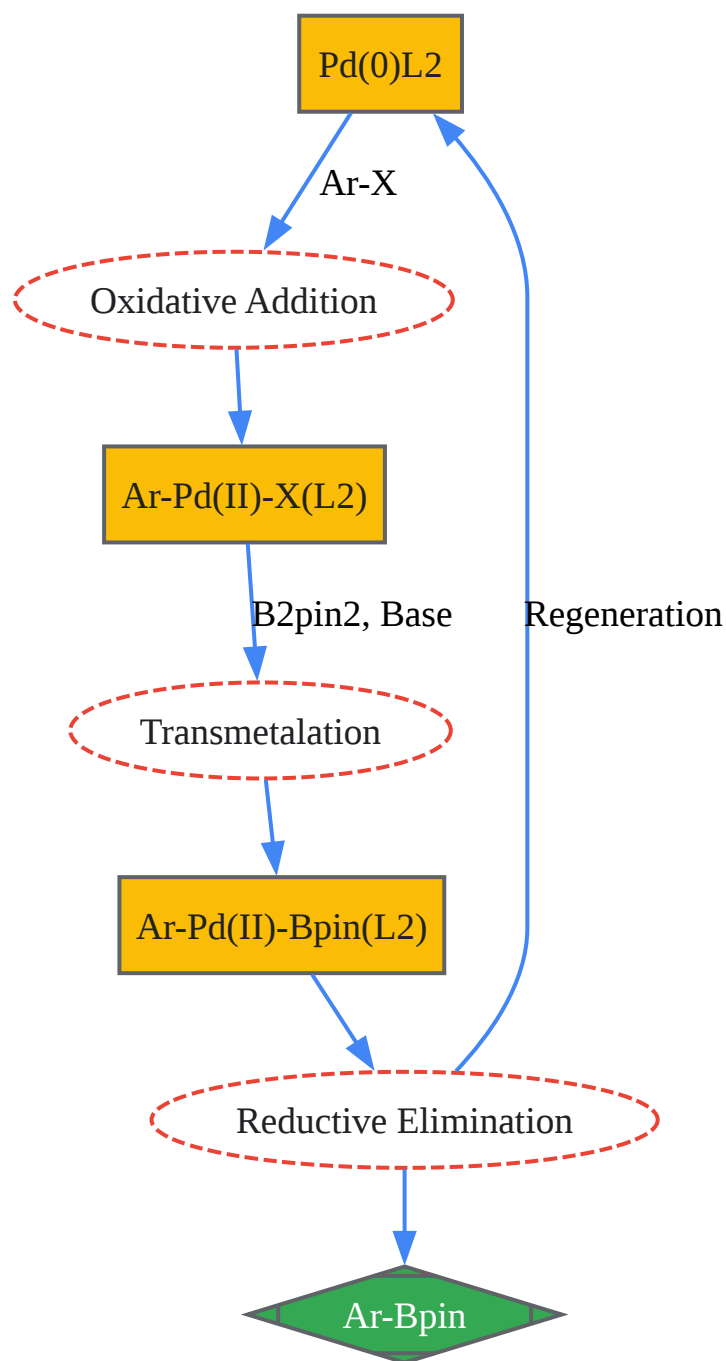 Pd(0)L2
Ar-X
Oxidative Addition
Ar-Pd(II)-X(L2)
B2pin2, Base
Regeneration
Transmetalation
Ar-Pd(II)-Bpin(L2)
Reductive Elimination
Ar-Bpin